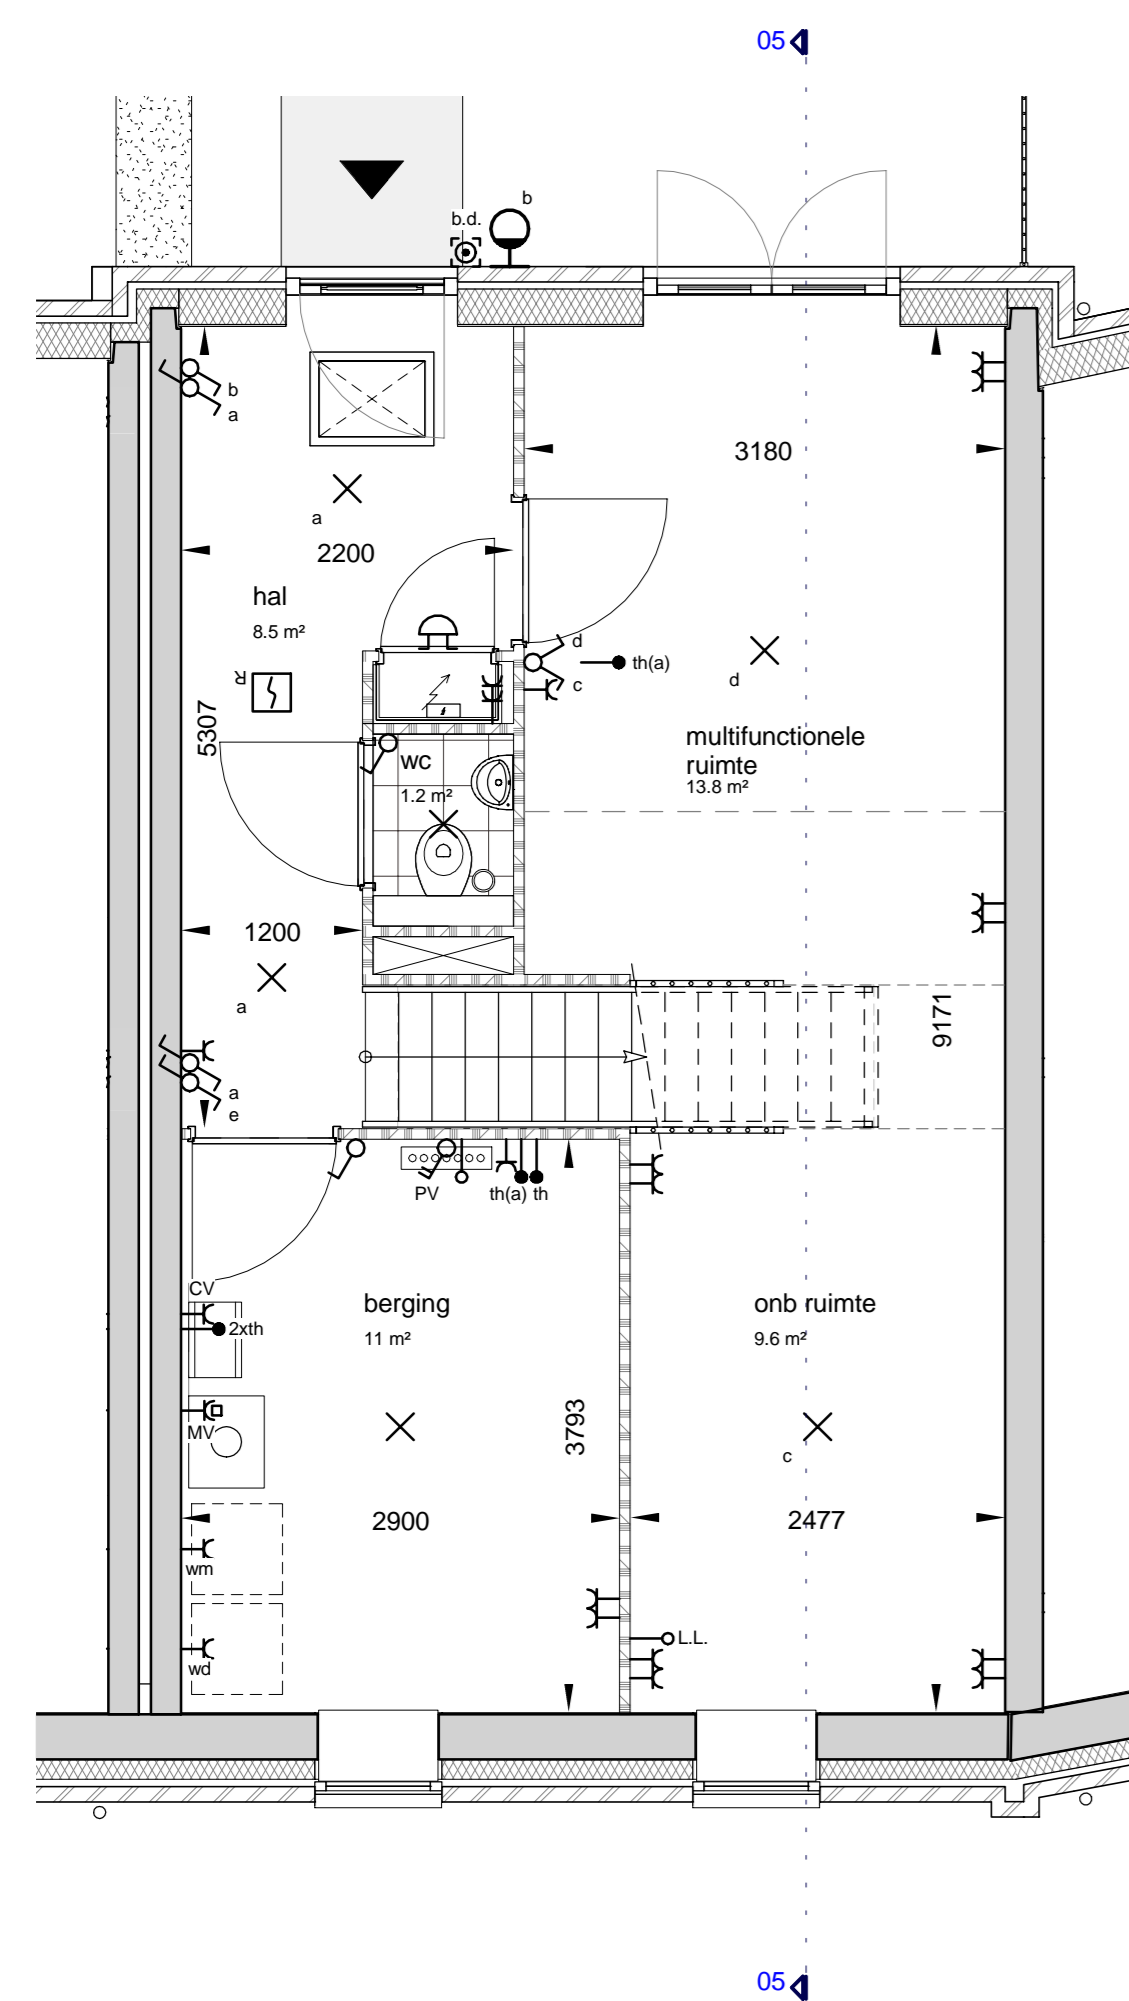 05
b
b.d.
b
a
3180
a
2200
hal
8.5 m²
d
th(a)
c
d
R
5307
multifunctionele
ruimte
13.8 m²
wc
1.2 m²
1200
a
9171
a
e
PV
th(a) th
CV
2xth
berging
11 m²
onb ruimte
9.6 m²
MV
3793
c
2900
2477
wm
L.L.
wd
05